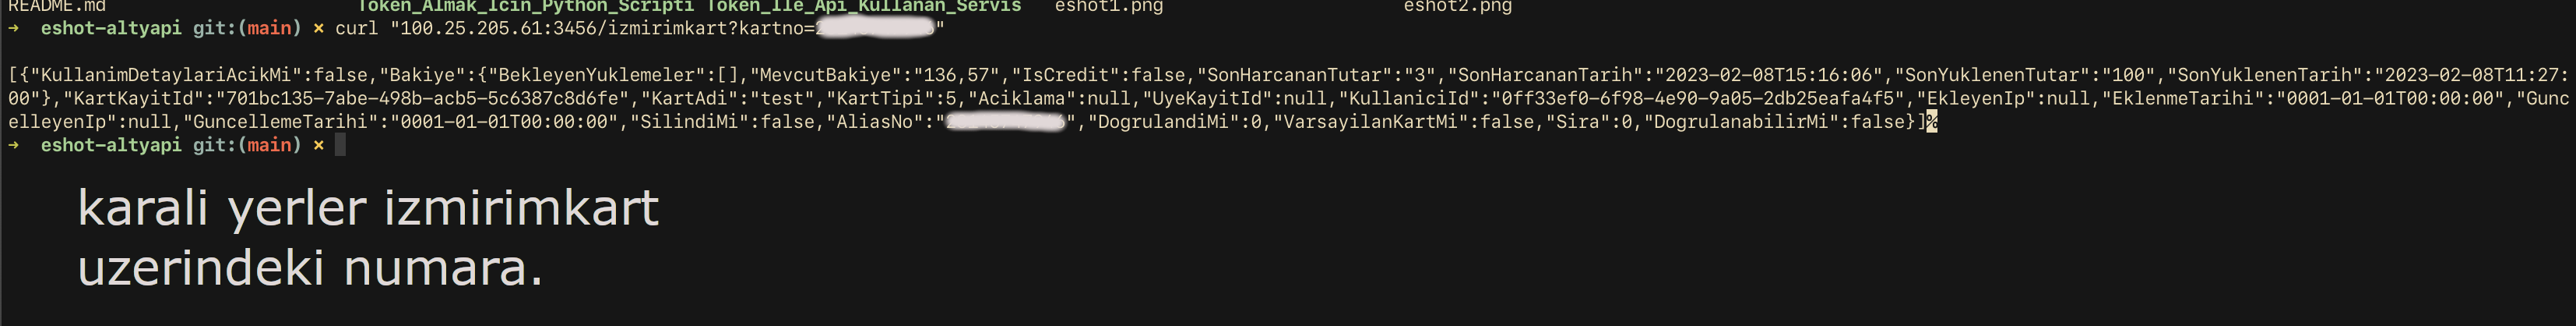 README.md Token_Almak_Icin_Python_Scripti Token_Ile_Api_Kullanan_Servis eshot1.png eshot2.png
→ eshot-altyapi git:(main) × curl "100.25.205.61:3456/izmirimkart?kartno="
[{"KullanimDetaylariAcikMi":false,"Bakiye":{"BekleyenYuklemeler":[],"MevcutBakiye":"136,57","IsCredit":false,"SonHarcananTutar":"3","SonHarcananTarih":"2023-02-08T15:16:06","SonYuklenenTutar":"100","SonYuklenenTarih":"2023-02-08T11:27:
00"},"KartKayitId":"701bc135-7abe-498b-acb5-5c6387c8d6fe","KartAdi":"test","KartTipi":5,"Aciklama":null,"UyeKayitId":null,"KullaniciId":"0ff33ef0-6f98-4e90-9a05-2db25eafa4f5","EkleyenIp":null,"EklenmeTarihi":"0001-01-01T00:00:00","Gunc
elleyenIp":null,"GuncellemeTarihi":"0001-01-01T00:00:00","SilindiMi":false,"AliasNo":"","DogrulandiMi":0,"VarsayilanKartMi":false,"Sira":0,"DogrulanabilirMi":false}]%
→ eshot-altyapi git:(main) ×
karali yerler izmirimkart
uzerindeki numara.